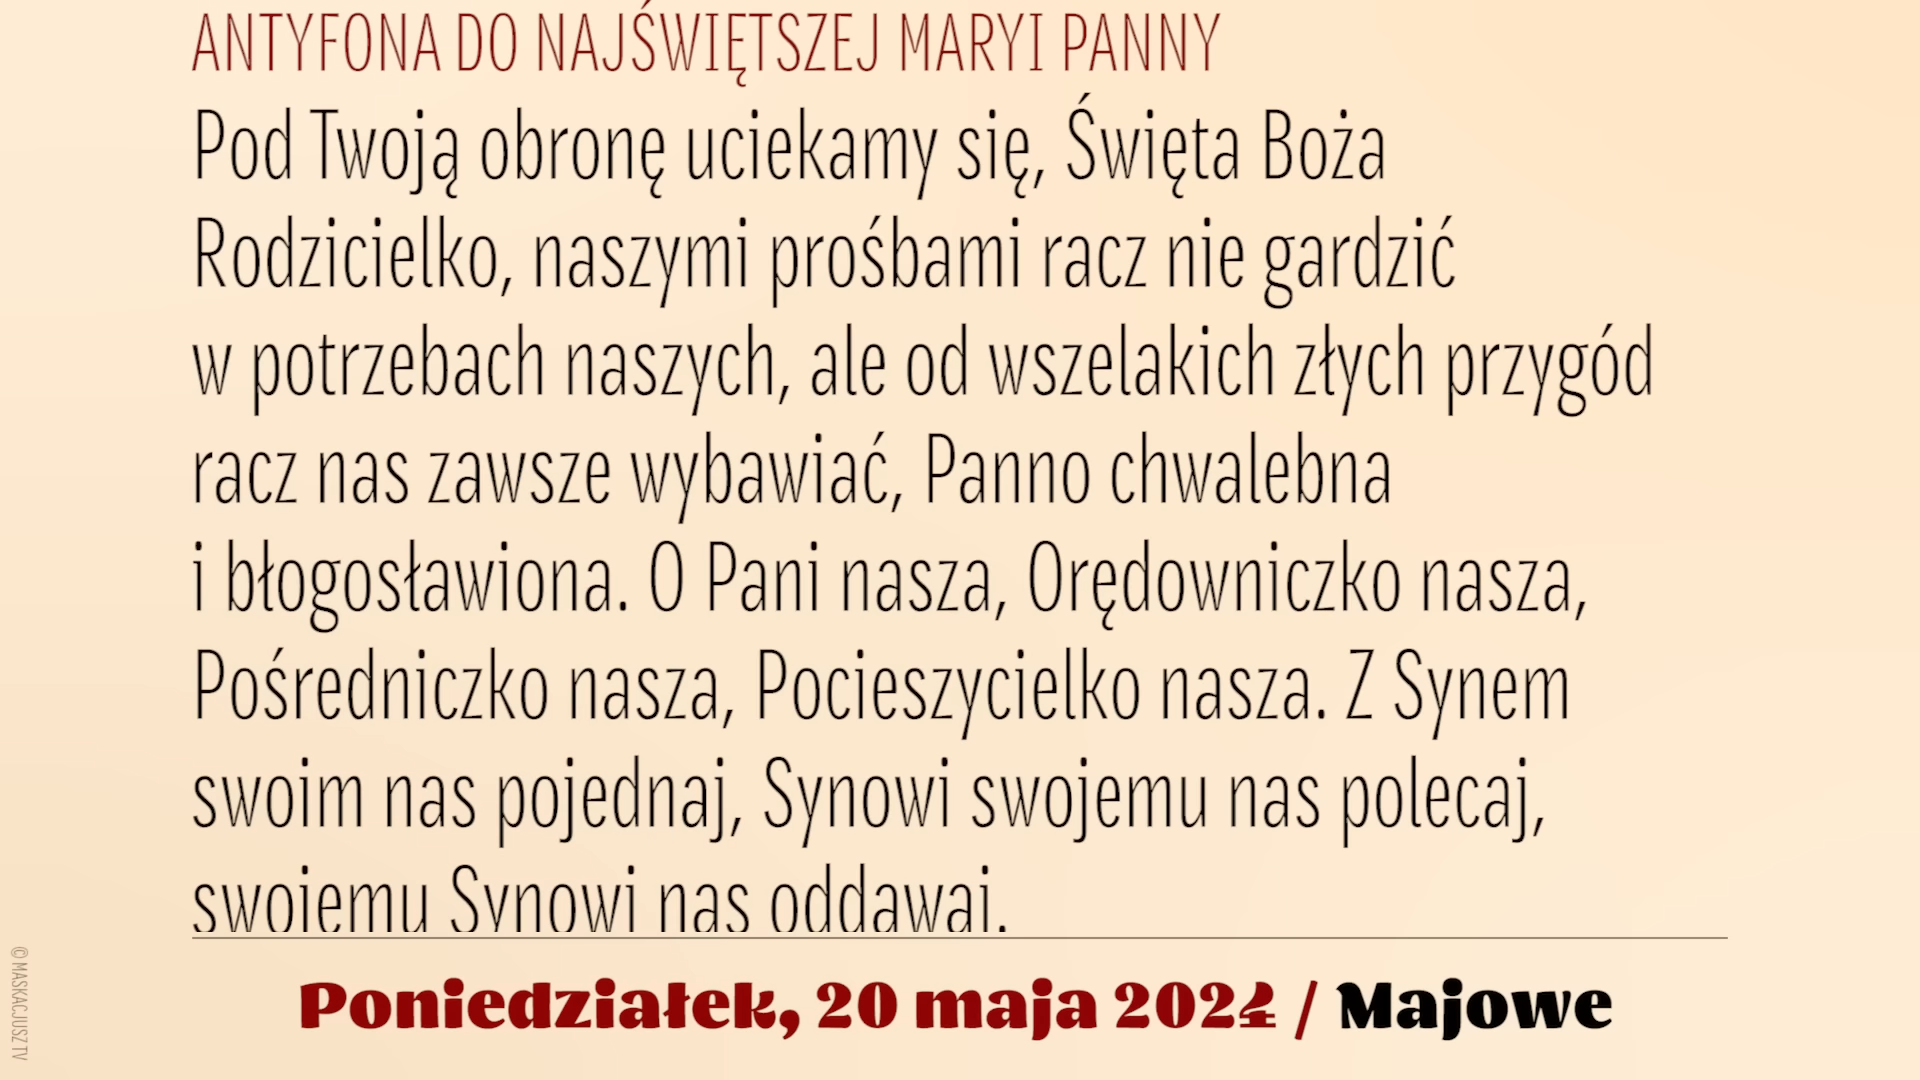 ANTYFONA DO NAJŚWIĘTSZEJ MARYI PANNY
Pod Twoją obronę uciekamy się, Święta Boża
Rodzicielko, naszymi prośbami racz nie gardzić
w potrzebach naszych, ale od wszelakich złych przygód
racz nas zawsze wybawiać, Panno chwalebna
i błogosławiona. O Pani nasza, Orędowniczko nasza,
Pośredniczko nasza, Pocieszycielko nasza. Z Synem
swoim nas pojednaj, Synowi swojemu nas polecaj,
swojemu Synowi nas oddawaj.
Poniedziałek, 20 maja 2024 / Majowe
© MASKACJUSZ TV